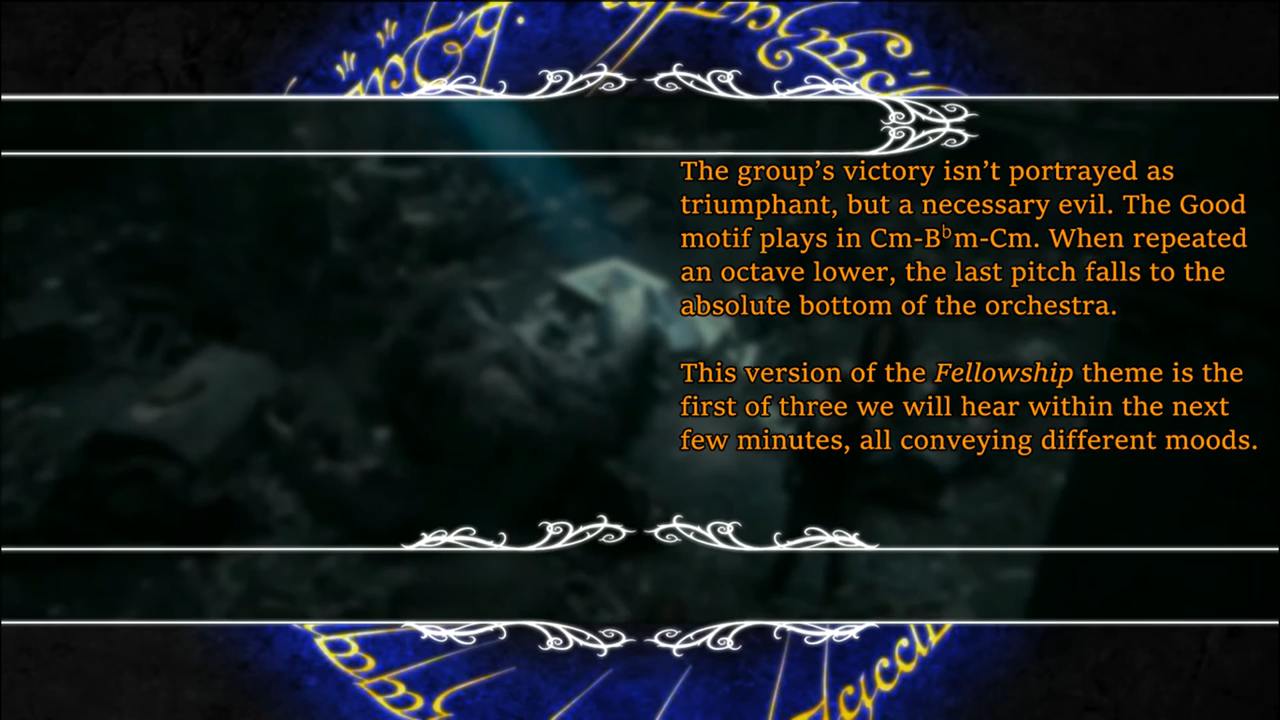 The group’s victory isn’t portrayed as
triumphant, but a necessary evil. The Good
motif plays in Cm-B♭m-Cm. When repeated
an octave lower, the last pitch falls to the
absolute bottom of the orchestra.
This version of the Fellowship theme is the
first of three we will hear within the next
few minutes, all conveying different moods.